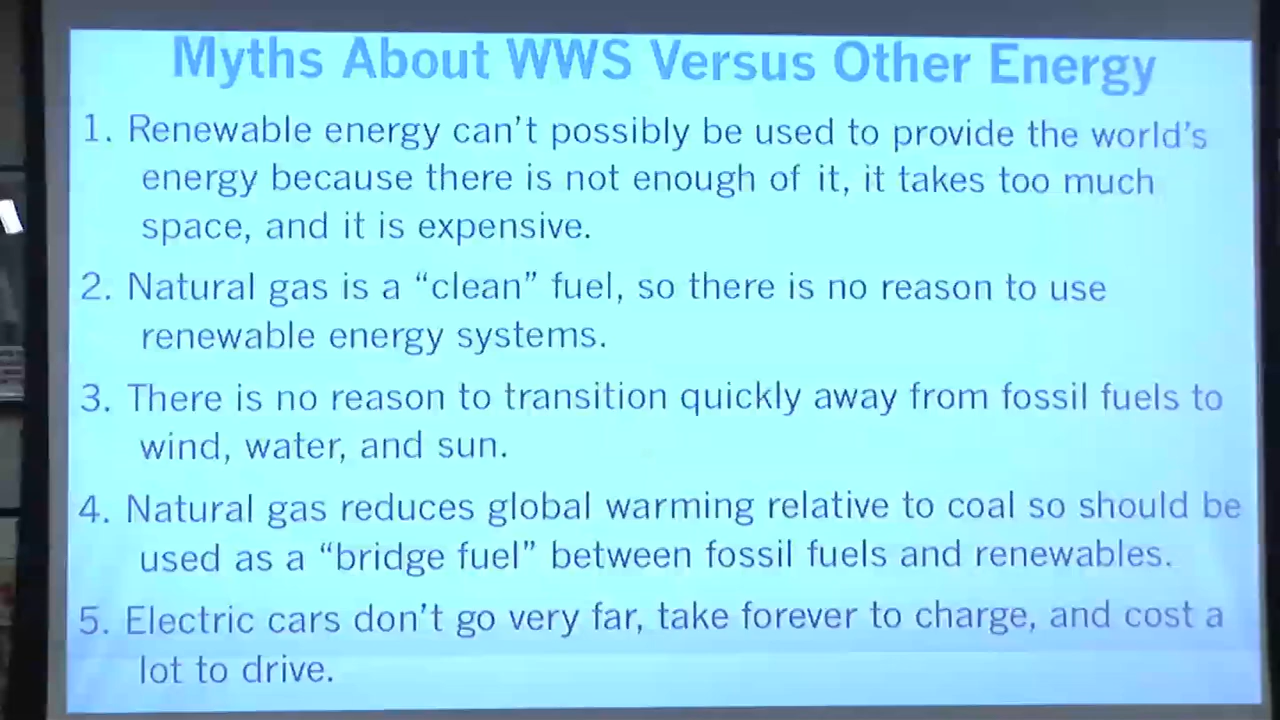 Myths About WWS Versus Other Energy
1. Renewable energy can't possibly be used to provide the world's
energy because there is not enough of it, it takes too much
space, and it is expensive.
2. Natural gas is a “clean” fuel, so there is no reason to use
renewable energy systems.
3. There is no reason to transition quickly away from fossil fuels to
wind, water, and sun.
4. Natural gas reduces global warming relative to coal so should be
used as a “bridge fuel” between fossil fuels and renewables.
5. Electric cars don't go very far, take forever to charge, and cost a
lot to drive.